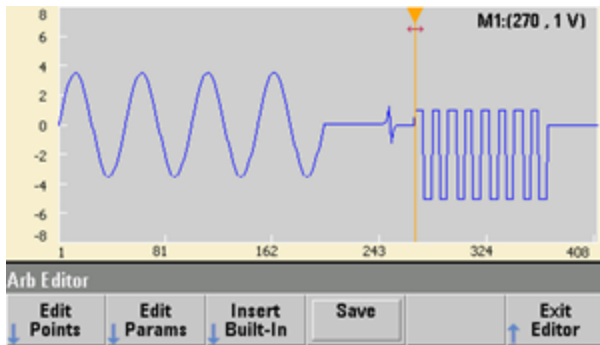 8
M1:(270 , 1 V)
6
4
2
0
-2
-4
-6
-8
1 81 162 243 324 408
Arb Editor
Edit Points
Edit Params
Insert Built-In
Save
Exit Editor